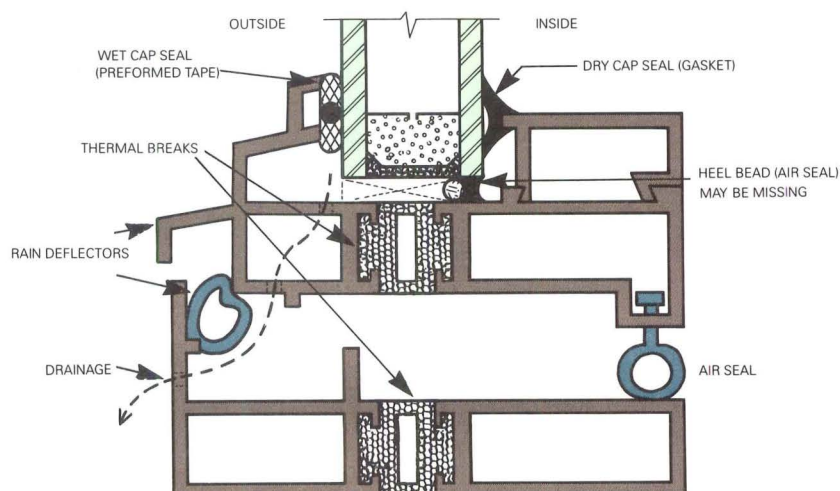 OUTSIDE
INSIDE
WET CAP SEAL
(PREFORMED TAPE)
DRY CAP SEAL (GASKET)
THERMAL BREAKS
HEEL BEAD (AIR SEAL)
MAY BE MISSING
RAIN DEFLECTORS
DRAINAGE
AIR SEAL